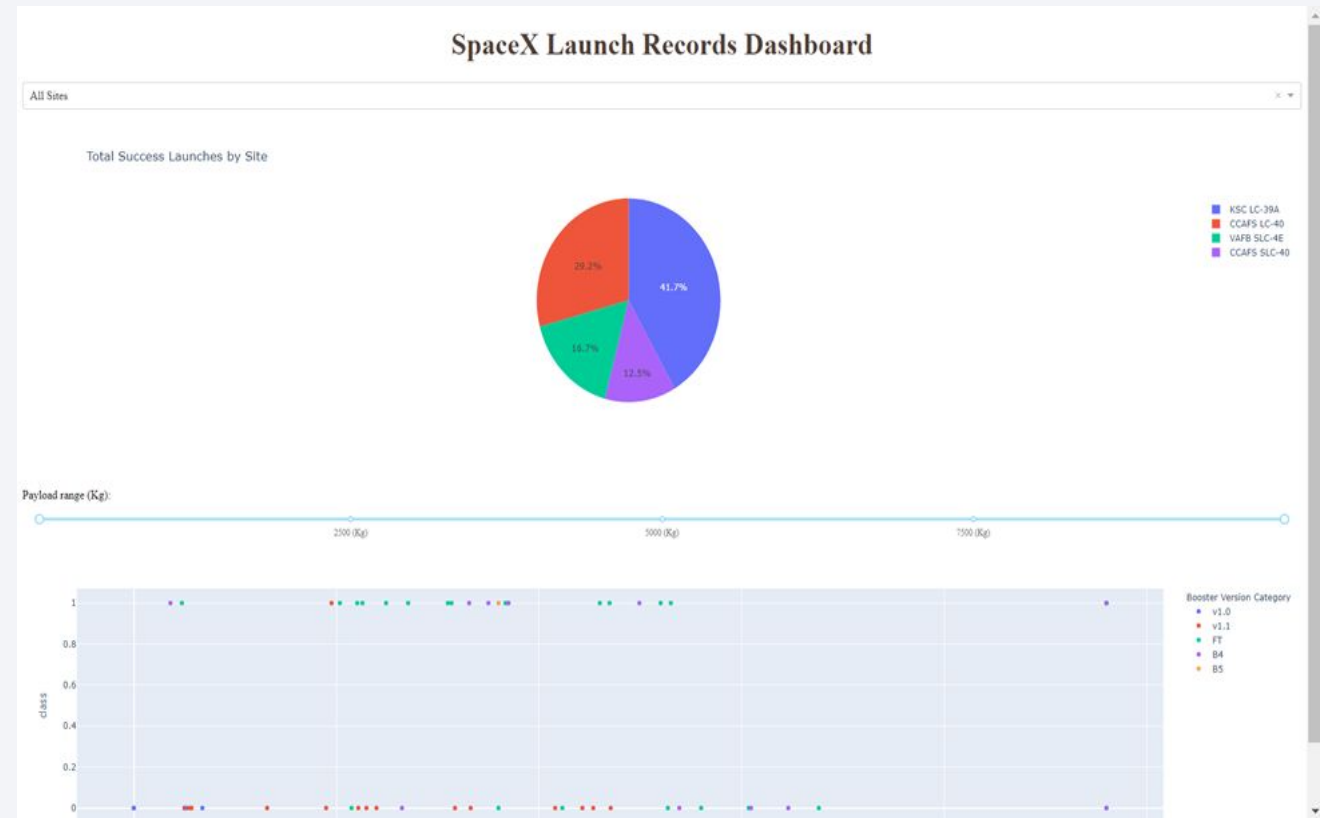 SpaceX Launch Records Dashboard
All Sites
× ▾
Total Success Launches by Site
KSC LC-39A
CCAFS LC-40
VAFB SLC-4E
CCAFS SLC-40
29.2%
41.7%
16.7%
12.5%
Payload range (Kg):
2500 (Kg)
5000 (Kg)
7500 (Kg)
Booster Version Category
v1.0
v1.1
FT
B4
B5
class
1
0.8
0.6
0.4
0.2
0